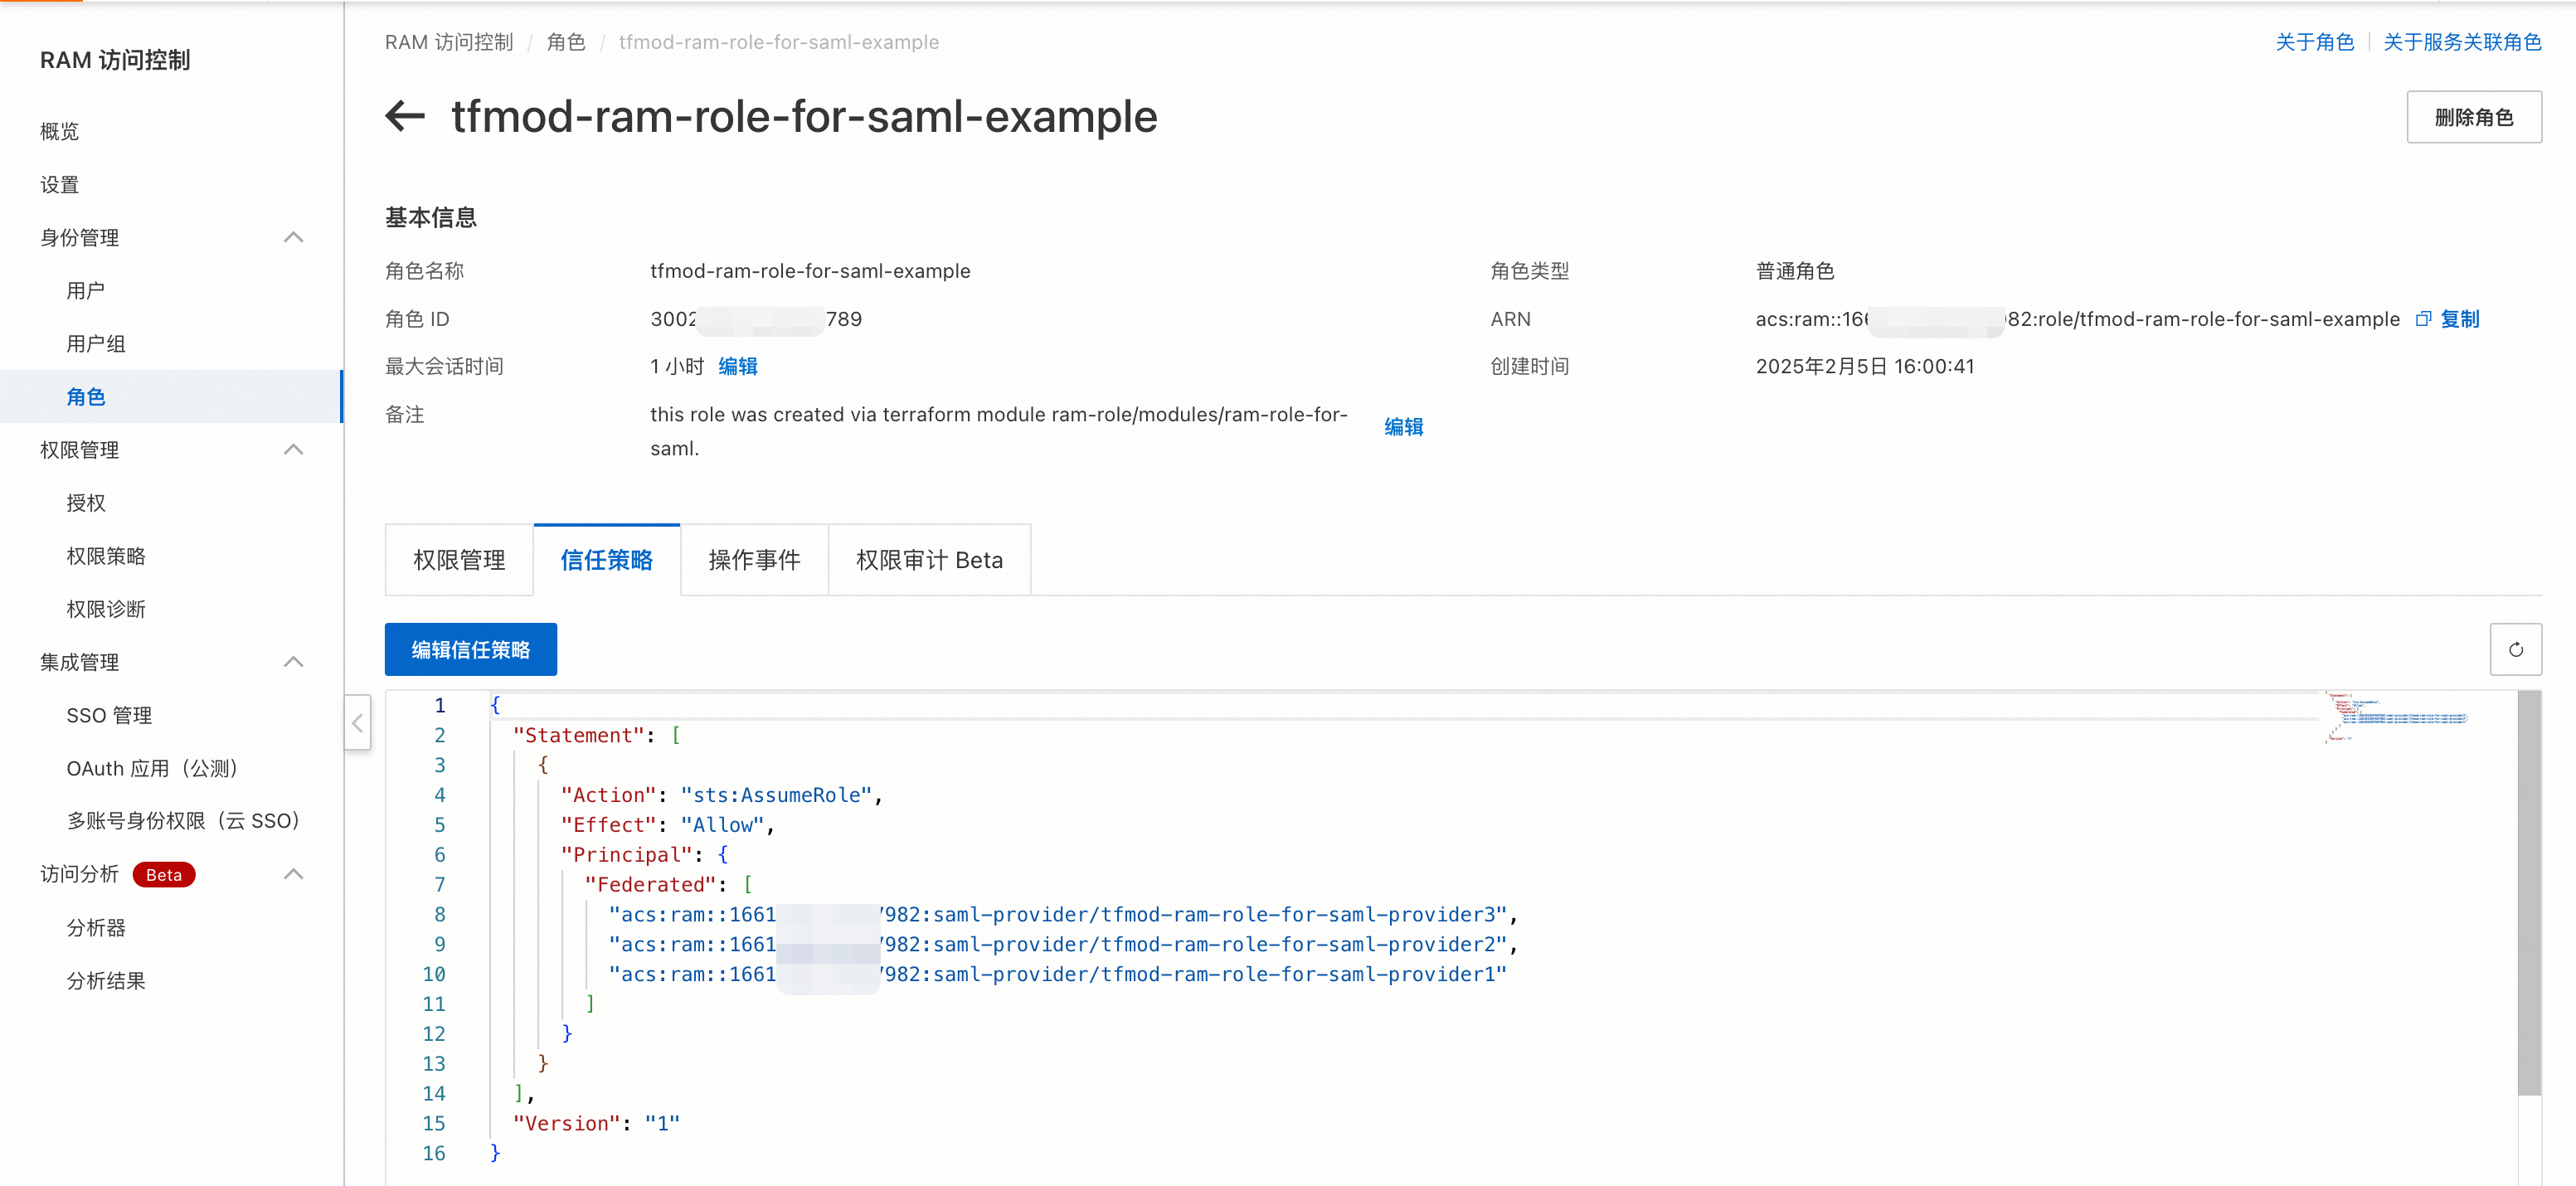 RAM 访问控制
概览
设置
身份管理
用户
用户组
角色
权限管理
授权
权限策略
权限诊断
集成管理
SSO 管理
OAuth 应用（公测）
多账号身份权限（云 SSO）
访问分析 Beta
分析器
分析结果
RAM 访问控制 / 角色 / tfmod-ram-role-for-saml-example
关于角色 | 关于服务关联角色
← tfmod-ram-role-for-saml-example
删除角色
基本信息
角色名称 tfmod-ram-role-for-saml-example
角色类型 普通角色
角色 ID 3002 789
ARN acs:ram::166 82:role/tfmod-ram-role-for-saml-example 复制
最大会话时间 1 小时 编辑
创建时间 2025年2月5日 16:00:41
备注 this role was created via terraform module ram-role/modules/ram-role-for-
saml. 编辑
权限管理 信任策略 操作事件 权限审计 Beta
编辑信任策略
1 {
2 "Statement": [
3 {
4 "Action": "sts:AssumeRole",
5 "Effect": "Allow",
6 "Principal": {
7 "Federated": [
8 "acs:ram::1661 982:saml-provider/tfmod-ram-role-for-saml-provider3",
9 "acs:ram::1661 982:saml-provider/tfmod-ram-role-for-saml-provider2",
10 "acs:ram::1661 982:saml-provider/tfmod-ram-role-for-saml-provider1"
11 ]
12 }
13 }
14 ],
15 "Version": "1"
16 }